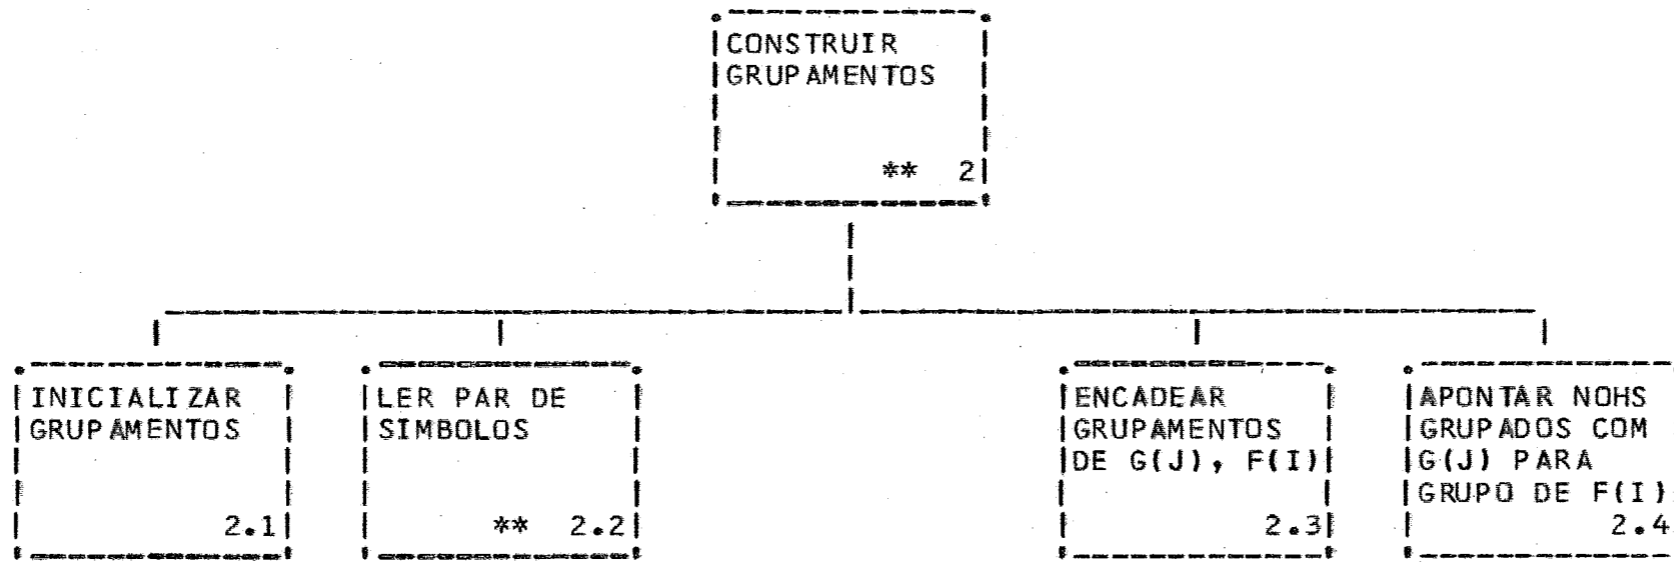 CONSTRUIR
GRUPAMENTOS
** 2
INICIALIZAR
GRUPAMENTOS
2.1
LER PAR DE
SIMBOLOS
** 2.2
ENCADEAR
GRUPAMENTOS
DE G(J), F(I)
2.3
APONTAR NOHS
GRUPADOS COM
G(J) PARA
GRUPO DE F(I)
2.4